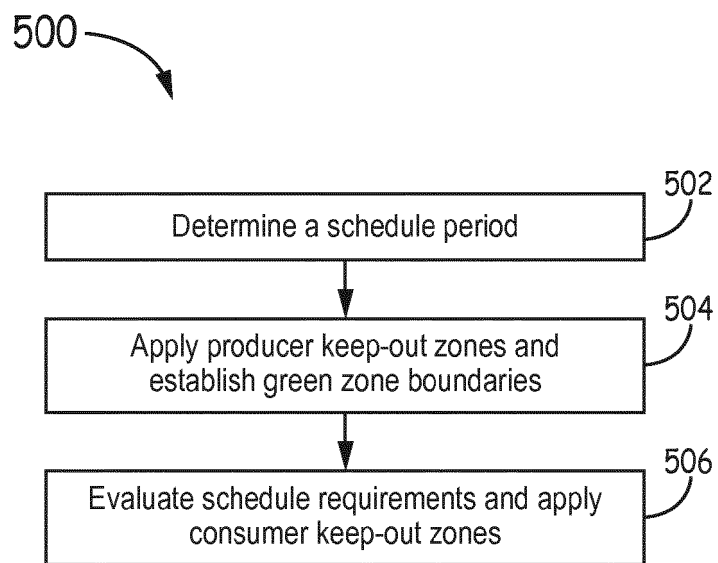 500
502
Determine a schedule period
504
Apply producer keep-out zones and
establish green zone boundaries
506
Evaluate schedule requirements and apply
consumer keep-out zones